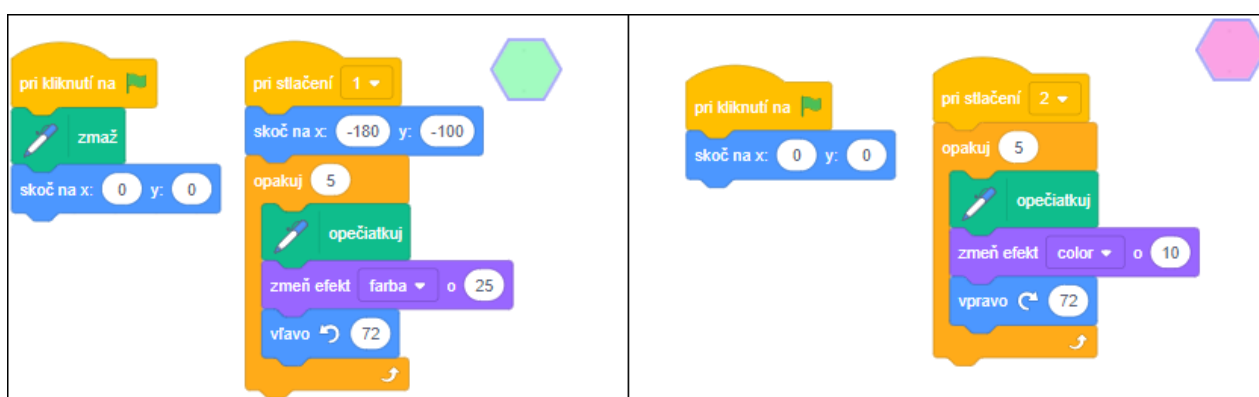 pri kliknutí na
zmaž
skoč na x: 0 y: 0
pri stlačení 1
skoč na x: -180 y: -100
opakuj 5
opečiatkuj
zmeň efekt farba o 25
vľavo 72
pri kliknutí na
skoč na x: 0 y: 0
pri stlačení 2
opakuj 5
opečiatkuj
zmeň efekt color o 10
vpravo 72